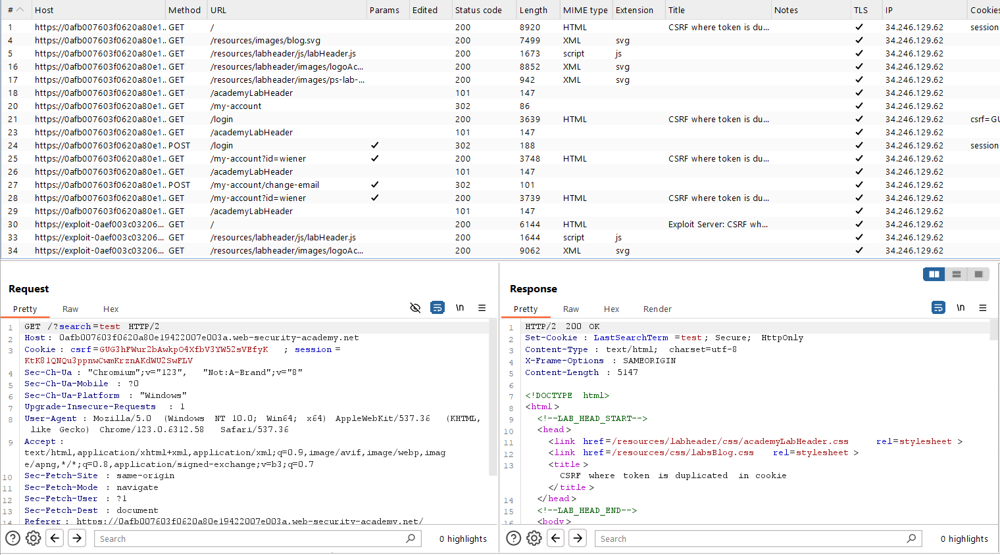 # Host Method URL Params Edited Status code Length MIME type Extension Title Notes TLS IP Cookies
1 https://0afb007603f0620a80e1... GET / 200 8920 HTML CSRF where token is du... ✓ 34.246.129.62 session
4 https://0afb007603f0620a80e1... GET /resources/images/blog.svg 200 7499 XML svg ✓ 34.246.129.62
5 https://0afb007603f0620a80e1... GET /resources/labheader/js/labHeader.js 200 1673 script js ✓ 34.246.129.62
16 https://0afb007603f0620a80e1... GET /resources/labheader/images/logoAc... 200 8852 XML svg ✓ 34.246.129.62
17 https://0afb007603f0620a80e1... GET /resources/labheader/images/ps-lab-... 200 942 XML svg ✓ 34.246.129.62
18 https://0afb007603f0620a80e1... GET /academyLabHeader 101 147 ✓ 34.246.129.62
20 https://0afb007603f0620a80e1... GET /my-account 302 86 ✓ 34.246.129.62
21 https://0afb007603f0620a80e1... GET /login 200 3639 HTML CSRF where token is du... ✓ 34.246.129.62 csrf=GU
23 https://0afb007603f0620a80e1... GET /academyLabHeader 101 147 ✓ 34.246.129.62
24 https://0afb007603f0620a80e1... POST /login ✓ 302 188 ✓ 34.246.129.62 session
25 https://0afb007603f0620a80e1... GET /my-account?id=wiener ✓ 200 3748 HTML CSRF where token is du... ✓ 34.246.129.62
26 https://0afb007603f0620a80e1... GET /academyLabHeader 101 147 ✓ 34.246.129.62
27 https://0afb007603f0620a80e1... POST /my-account/change-email ✓ 302 101 ✓ 34.246.129.62
28 https://0afb007603f0620a80e1... GET /my-account?id=wiener ✓ 200 3739 HTML CSRF where token is du... ✓ 34.246.129.62
29 https://0afb007603f0620a80e1... GET /academyLabHeader 101 147 ✓ 34.246.129.62
30 https://exploit-0aef003c03206... GET / 200 6144 HTML Exploit Server: CSRF wh... ✓ 34.246.129.62
33 https://exploit-0aef003c03206... GET /resources/labheader/js/labHeader.js 200 1644 script js ✓ 34.246.129.62
34 https://exploit-0aef003c03206... GET /resources/labheader/images/logoAc... 200 9062 XML svg ✓ 34.246.129.62
Request
Pretty Raw Hex \n
1 GET /?search=test HTTP/2
2 Host: 0afb007603f0620a80e19422007e003a.web-security-academy.net
3 Cookie: csrf=GUG3hFWur2bAwkpO4XfbV3YW52sVEfyK ; session=
KtK81QNQu3ppnwCwmKrznAKdWU2SwFLV
4 Sec-Ch-Ua : "Chromium";v="123", "Not:A-Brand";v="8"
5 Sec-Ch-Ua-Mobile : ?0
6 Sec-Ch-Ua-Platform : "Windows"
7 Upgrade-Insecure-Requests : 1
8 User-Agent : Mozilla/5.0 (Windows NT 10.0; Win64; x64) AppleWebKit/537.36 (KHTML,
like Gecko) Chrome/123.0.6312.58 Safari/537.36
9 Accept :
text/html,application/xhtml+xml,application/xml;q=0.9,image/avif,image/webp,imag
e/apng,*/*;q=0.8,application/signed-exchange;v=b3;q=0.7
10 Sec-Fetch-Site : same-origin
11 Sec-Fetch-Mode : navigate
12 Sec-Fetch-User : ?1
13 Sec-Fetch-Dest : document
14 Referer : https://0afb007603f0620a80e19422007e003a.web-security-academy.net/
Search
0 highlights
Response
Pretty Raw Hex Render \n
1 HTTP/2 200 OK
2 Set-Cookie : LastSearchTerm =test; Secure; HttpOnly
3 Content-Type : text/html; charset=utf-8
4 X-Frame-Options : SAMEORIGIN
5 Content-Length : 5147
6
7 <!DOCTYPE html>
8 <html>
9 <!--LAB_HEAD_START-->
10 <head>
11 <link href=/resources/labheader/css/academyLabHeader.css rel=stylesheet >
12 <link href=/resources/css/labsBlog.css rel=stylesheet >
13 <title>
CSRF where token is duplicated in cookie
</title>
14 </head>
15 <!--LAB_HEAD_END-->
16 <body>
Search
0 highlights